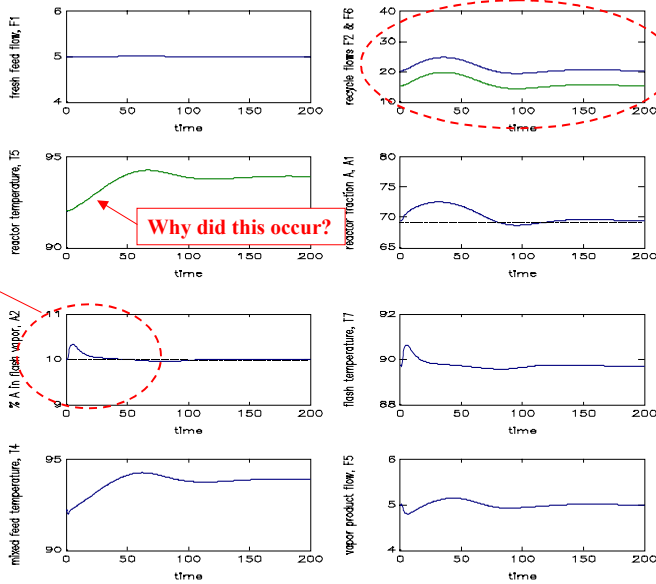 fresh feed flow, F1
6
5
4
0 50 100 150 200
time
recycle flows F2 & F6
40
30
20
10
0 50 100 150 200
time
reactor temperature, T5
95
90
0 50 100 150 200
time
Why did this occur?
reactor fraction A, A1
80
75
70
65
0 50 100 150 200
time
% A in flash vapor, A2
11
10
9
0 50 100 150 200
time
flash temperature, T7
92
90
88
0 50 100 150 200
time
mixed feed temperature, T4
95
90
0 50 100 150 200
time
vapor product flow, F5
6
5
4
0 50 100 150 200
time